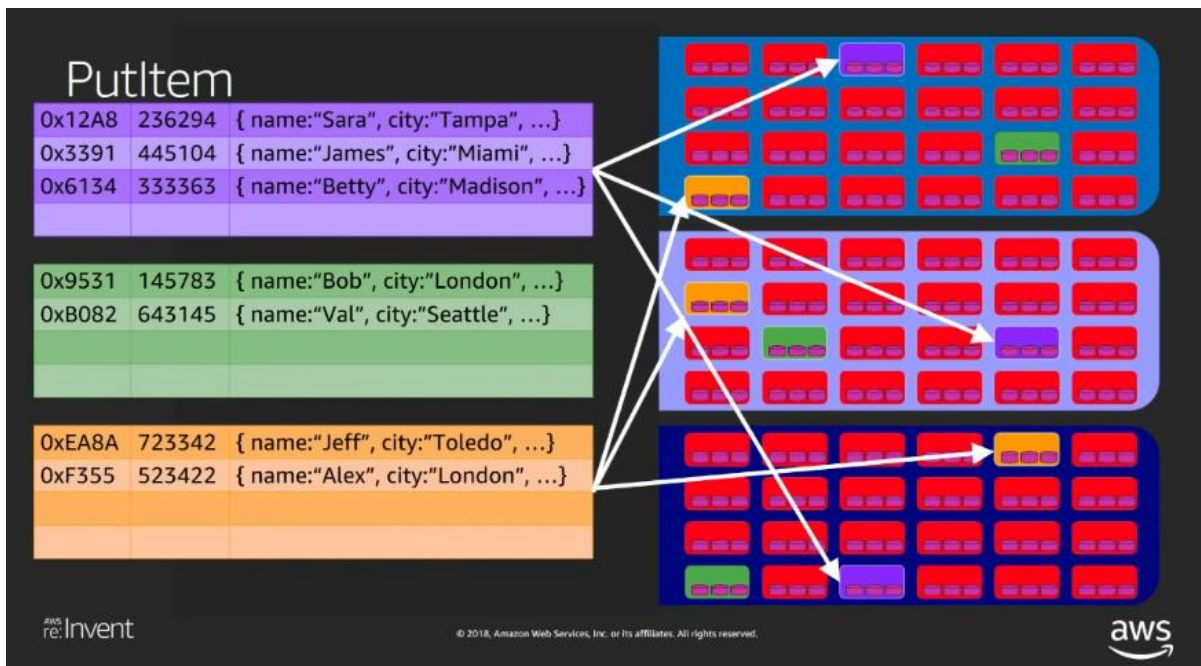 PutItem
0x12A8 236294 { name:“Sara”, city:”Tampa”, ...}
0x3391 445104 { name:“James”, city:”Miami”, ...}
0x6134 333363 { name:“Betty”, city:”Madison”, ...}
0x9531 145783 { name:“Bob”, city:”London”, ...}
0xB082 643145 { name:“Val”, city:”Seattle”, ...}
0xEA8A 723342 { name:“Jeff”, city:”Toledo”, ...}
0xF355 523422 { name:“Alex”, city:”London”, ...}
AWS
re:Invent
© 2018, Amazon Web Services, Inc. or its affiliates. All rights reserved.
aws